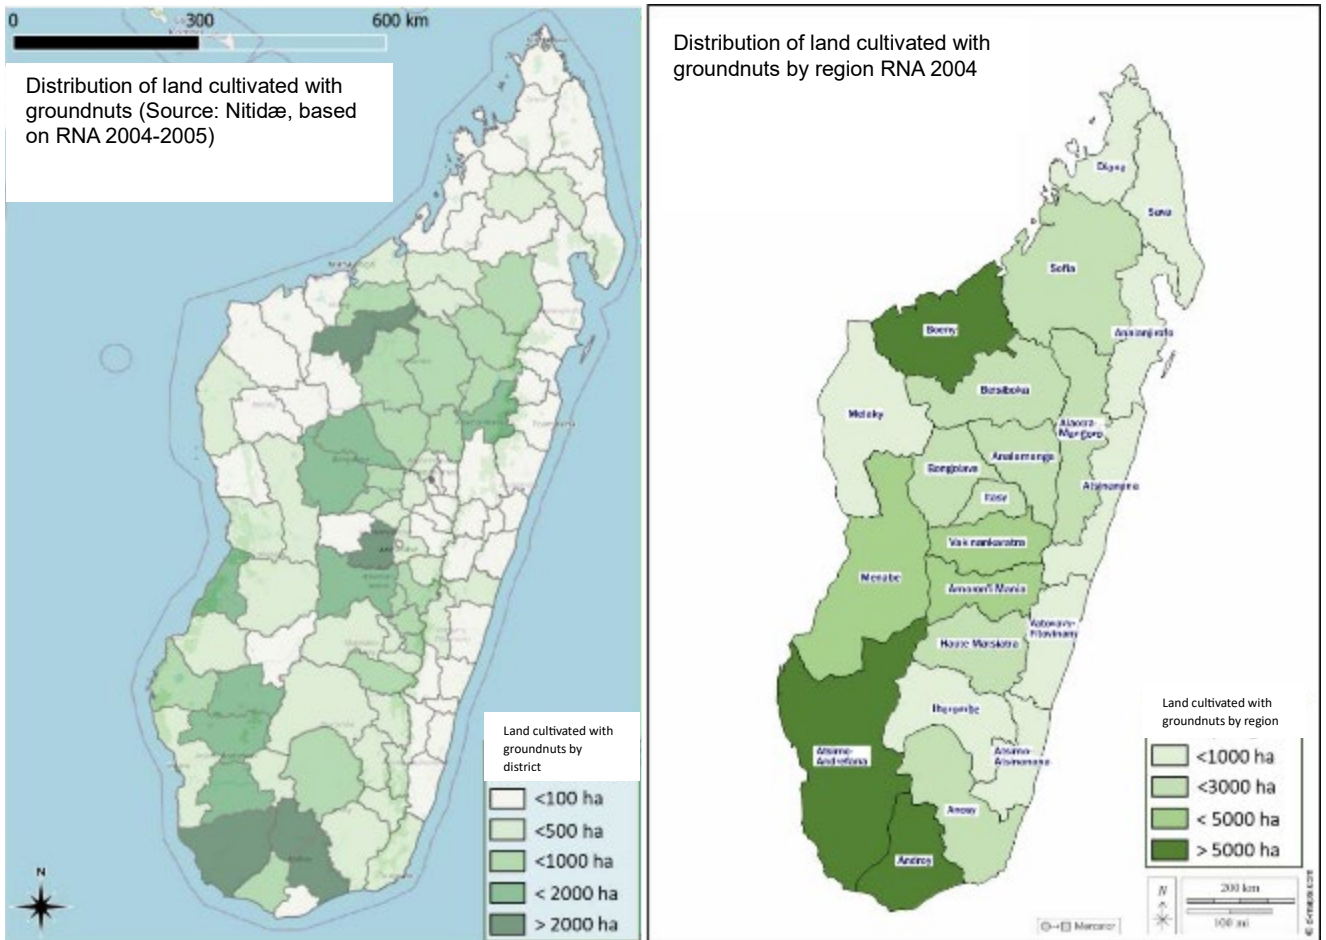 0 300 600 km
Distribution of land cultivated with
groundnuts (Source: Nitidæ, based
on RNA 2004-2005)
Land cultivated with
groundnuts by
district
<100 ha
<500 ha
<1000 ha
< 2000 ha
> 2000 ha
N
Distribution of land cultivated with
groundnuts by region RNA 2004
Diana
Sava
Sofia
Boeny
Analanjirofo
Betsiboka
Melaky
Alaotra-
Mangoro
Analamanga
Bongolava
Atsinanana
Itasy
Vakinankaratra
Menabe
Amoron'i Mania
Vatovavy-
Fitovinany
Haute Matsiatra
Ihorombe
Atsimo-
Andrefana
Atsimo-
Atsinanana
Anosy
Androy
Land cultivated with
groundnuts by region
<1000 ha
<3000 ha
< 5000 ha
> 5000 ha
N
200 km
100 mi
Mercator